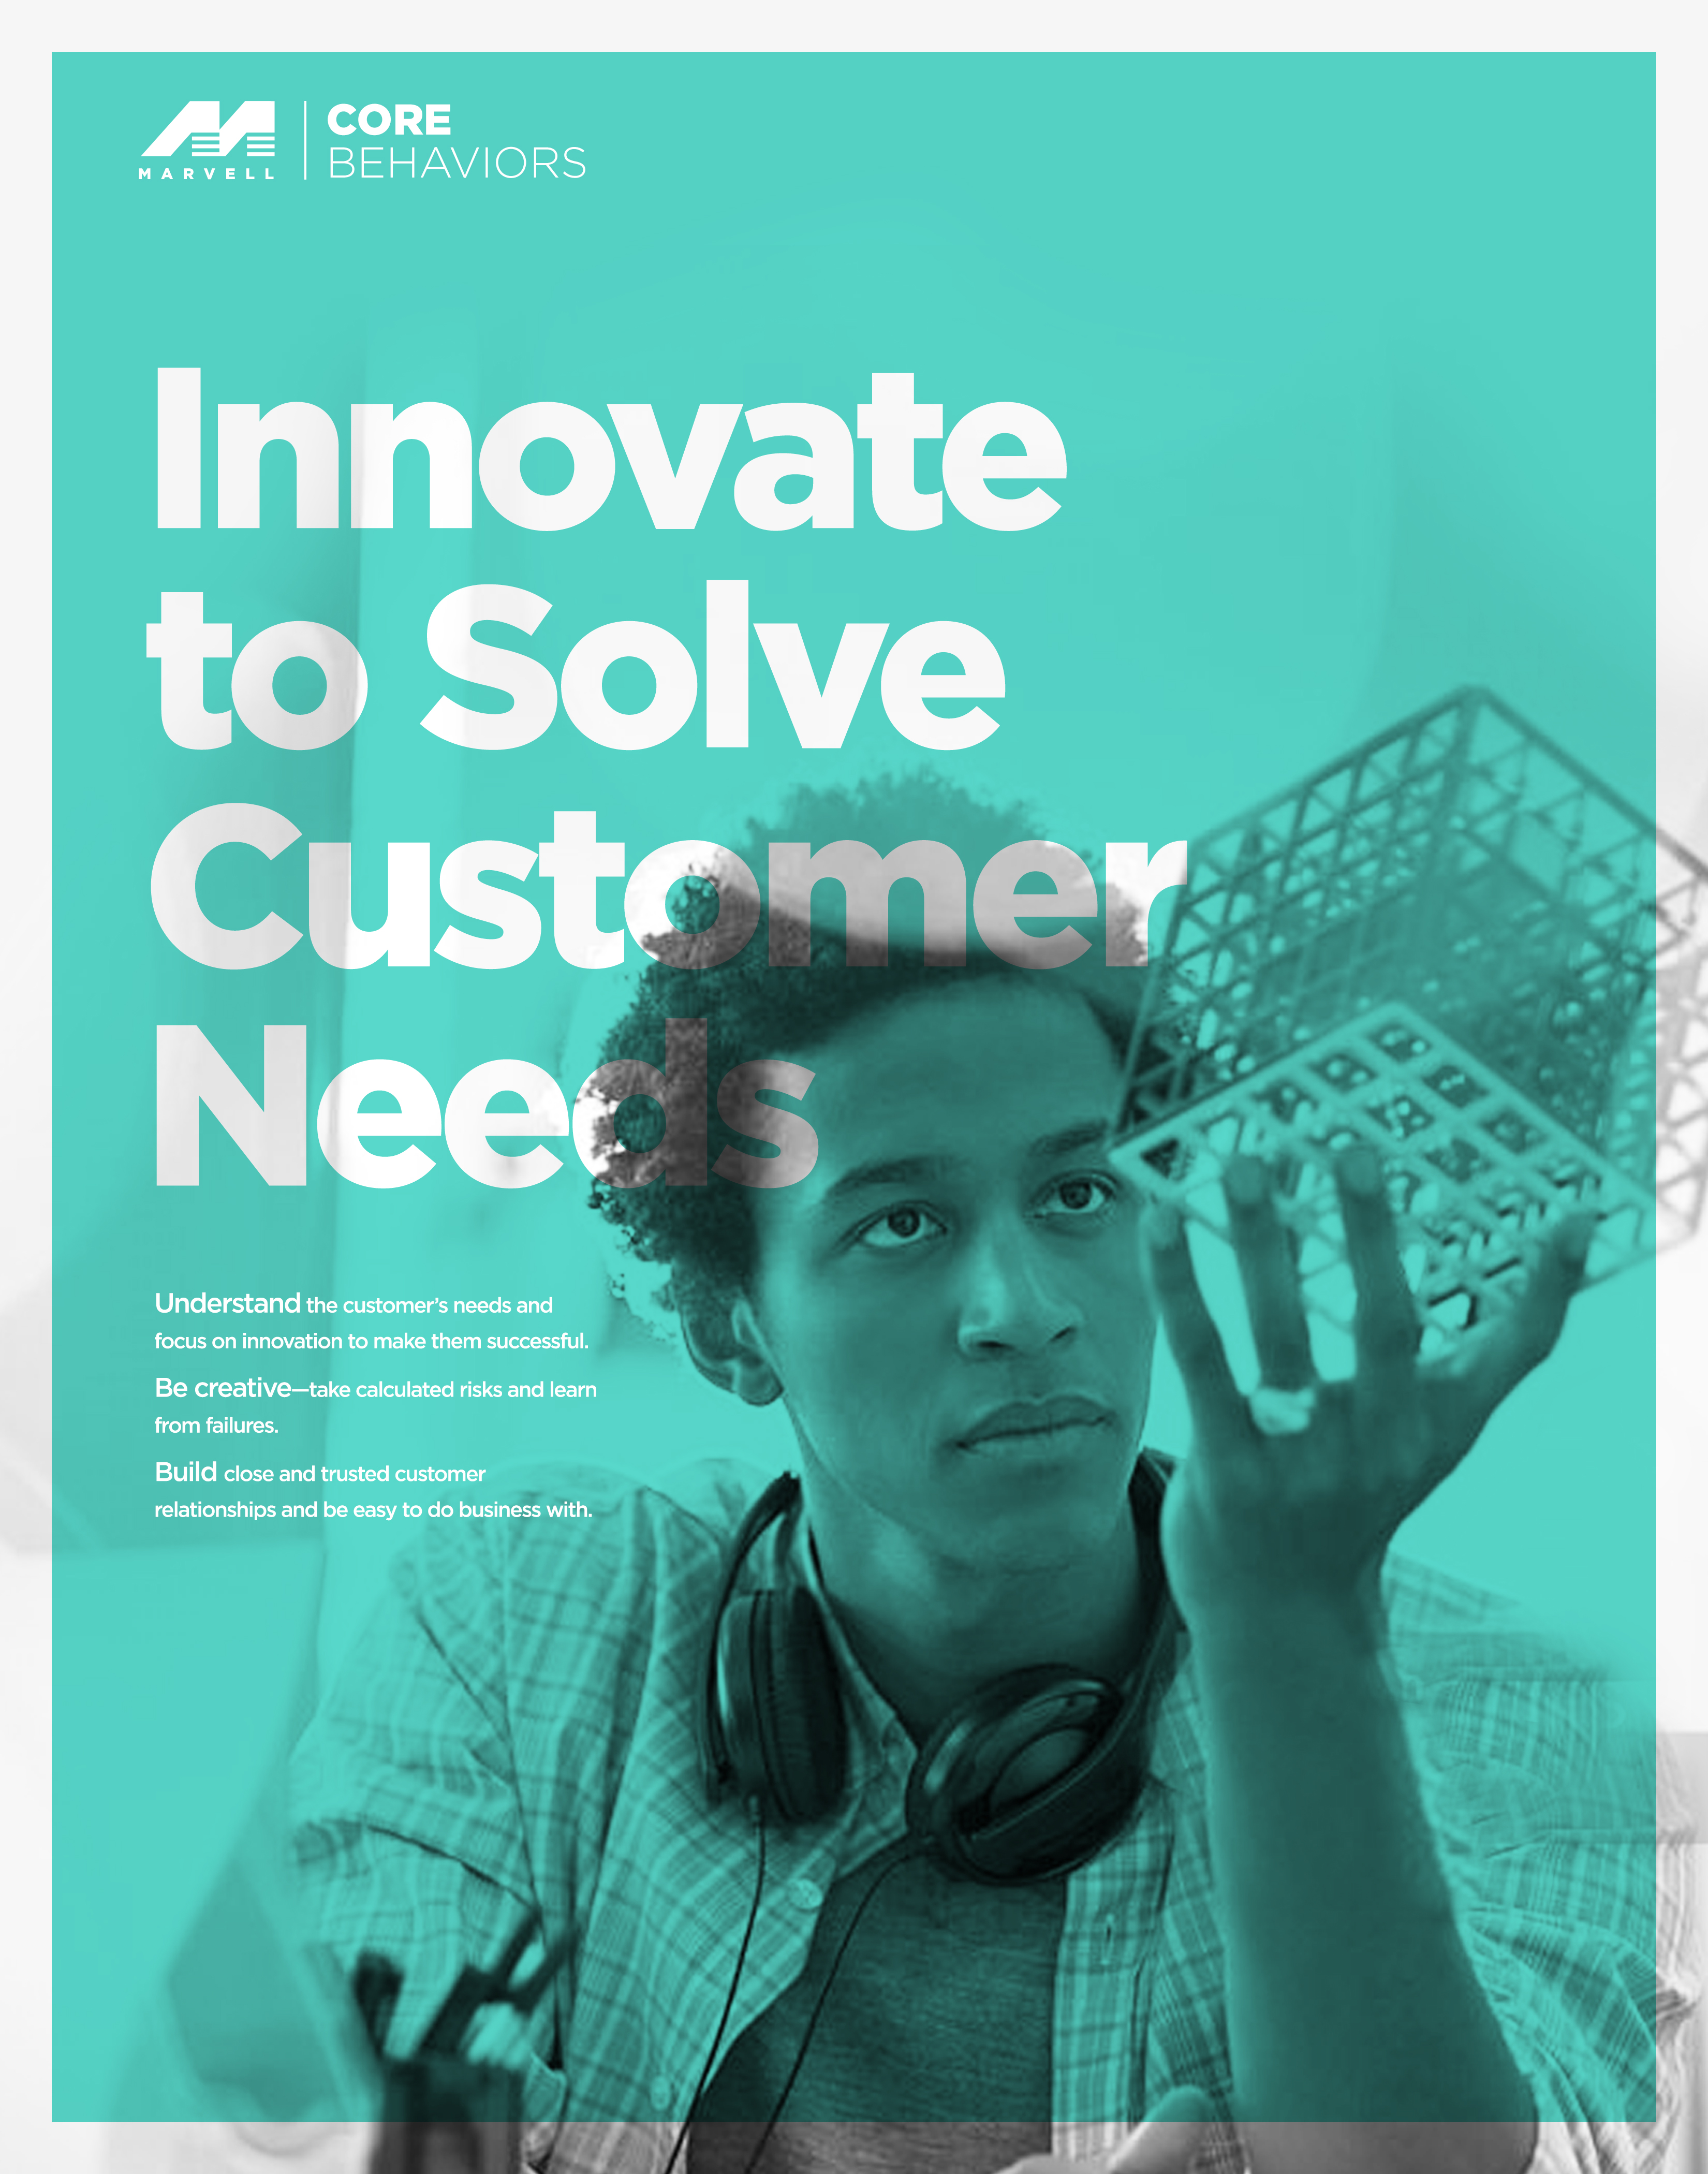 MARVELL
CORE
BEHAVIORS
Innovate
to Solve
Customer
Needs
Understand the customer’s needs and
focus on innovation to make them successful.
Be creative—take calculated risks and learn
from failures.
Build close and trusted customer
relationships and be easy to do business with.